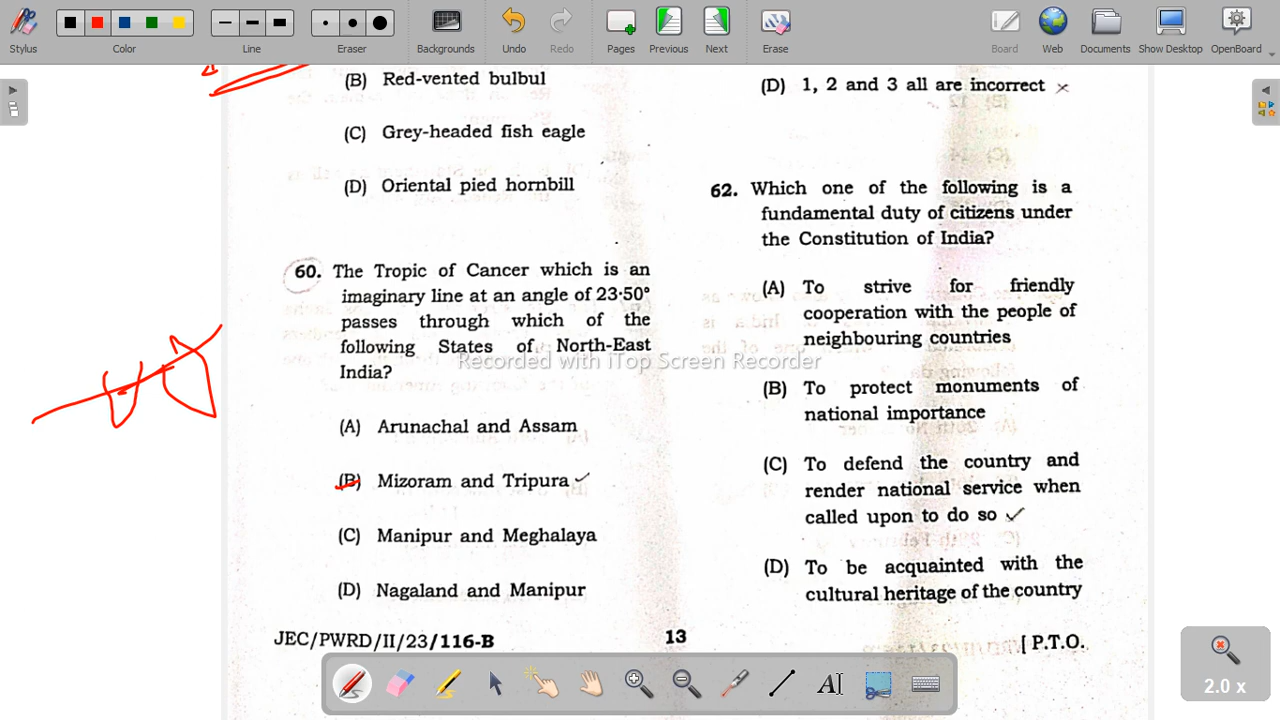 Stylus
Color
Line
Eraser
Backgrounds
Undo
Redo
Pages
Previous
Next
Erase
Board
Web
Documents
Show Desktop
OpenBoard
(B) Red-vented bulbul
(C) Grey-headed fish eagle
(D) Oriental pied hornbill
60. The Tropic of Cancer which is an
imaginary line at an angle of 23·50°
passes through which of the
following States of North-East
India?
(A) Arunachal and Assam
(B) Mizoram and Tripura
(C) Manipur and Meghalaya
(D) Nagaland and Manipur
JEC/PWRD/II/23/116-B
(D) 1, 2 and 3 all are incorrect
62. Which one of the following is a
fundamental duty of citizens under
the Constitution of India?
(A) To strive for friendly
cooperation with the people of
neighbouring countries
(B) To protect monuments of
national importance
(C) To defend the country and
render national service when
called upon to do so
(D) To be acquainted with the
cultural heritage of the country
13
[ P.T.O.
Recorded with iTop Screen Recorder
2.0 x